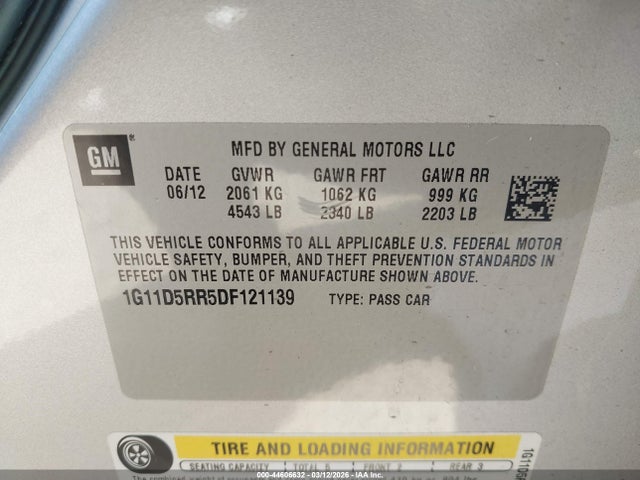 GM
MFD BY GENERAL MOTORS LLC
DATE GVWR GAWR FRT GAWR RR
06/12 2061 KG 1062 KG 999 KG
4543 LB 2340 LB 2203 LB
THIS VEHICLE CONFORMS TO ALL APPLICABLE U.S. FEDERAL MOTOR
VEHICLE SAFETY, BUMPER, AND THEFT PREVENTION STANDARDS IN
EFFECT ON THE DATE OF MANUFACTURE SHOWN ABOVE.
1G11D5RR5DF121139 TYPE: PASS CAR
TIRE AND LOADING INFORMATION
SEATING CAPACITY TOTAL 5 FRONT 2 REAR 3
000-44606632 - 03/12/2026 - IAA Inc.